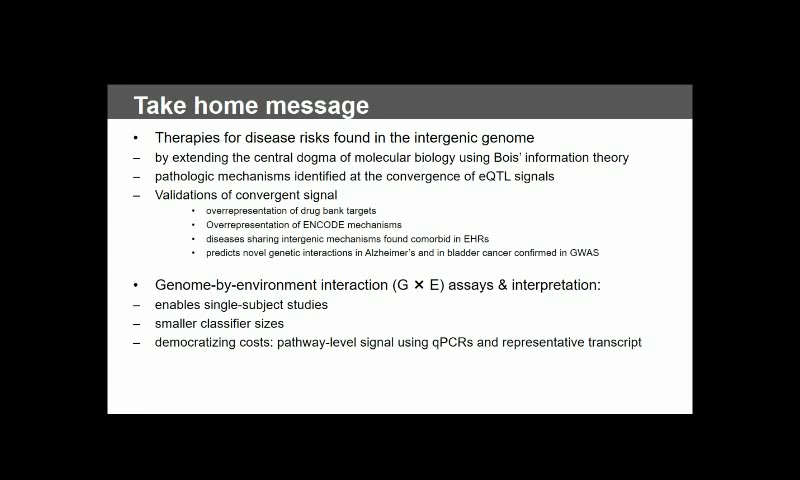 Take home message
• Therapies for disease risks found in the intergenic genome
– by extending the central dogma of molecular biology using Bois' information theory
– pathologic mechanisms identified at the convergence of eQTL signals
– Validations of convergent signal
• overrepresentation of drug bank targets
• Overrepresentation of ENCODE mechanisms
• diseases sharing intergenic mechanisms found comorbid in EHRs
• predicts novel genetic interactions in Alzheimer's and in bladder cancer confirmed in GWAS
• Genome-by-environment interaction (G × E) assays & interpretation:
– enables single-subject studies
– smaller classifier sizes
– democratizing costs: pathway-level signal using qPCRs and representative transcript